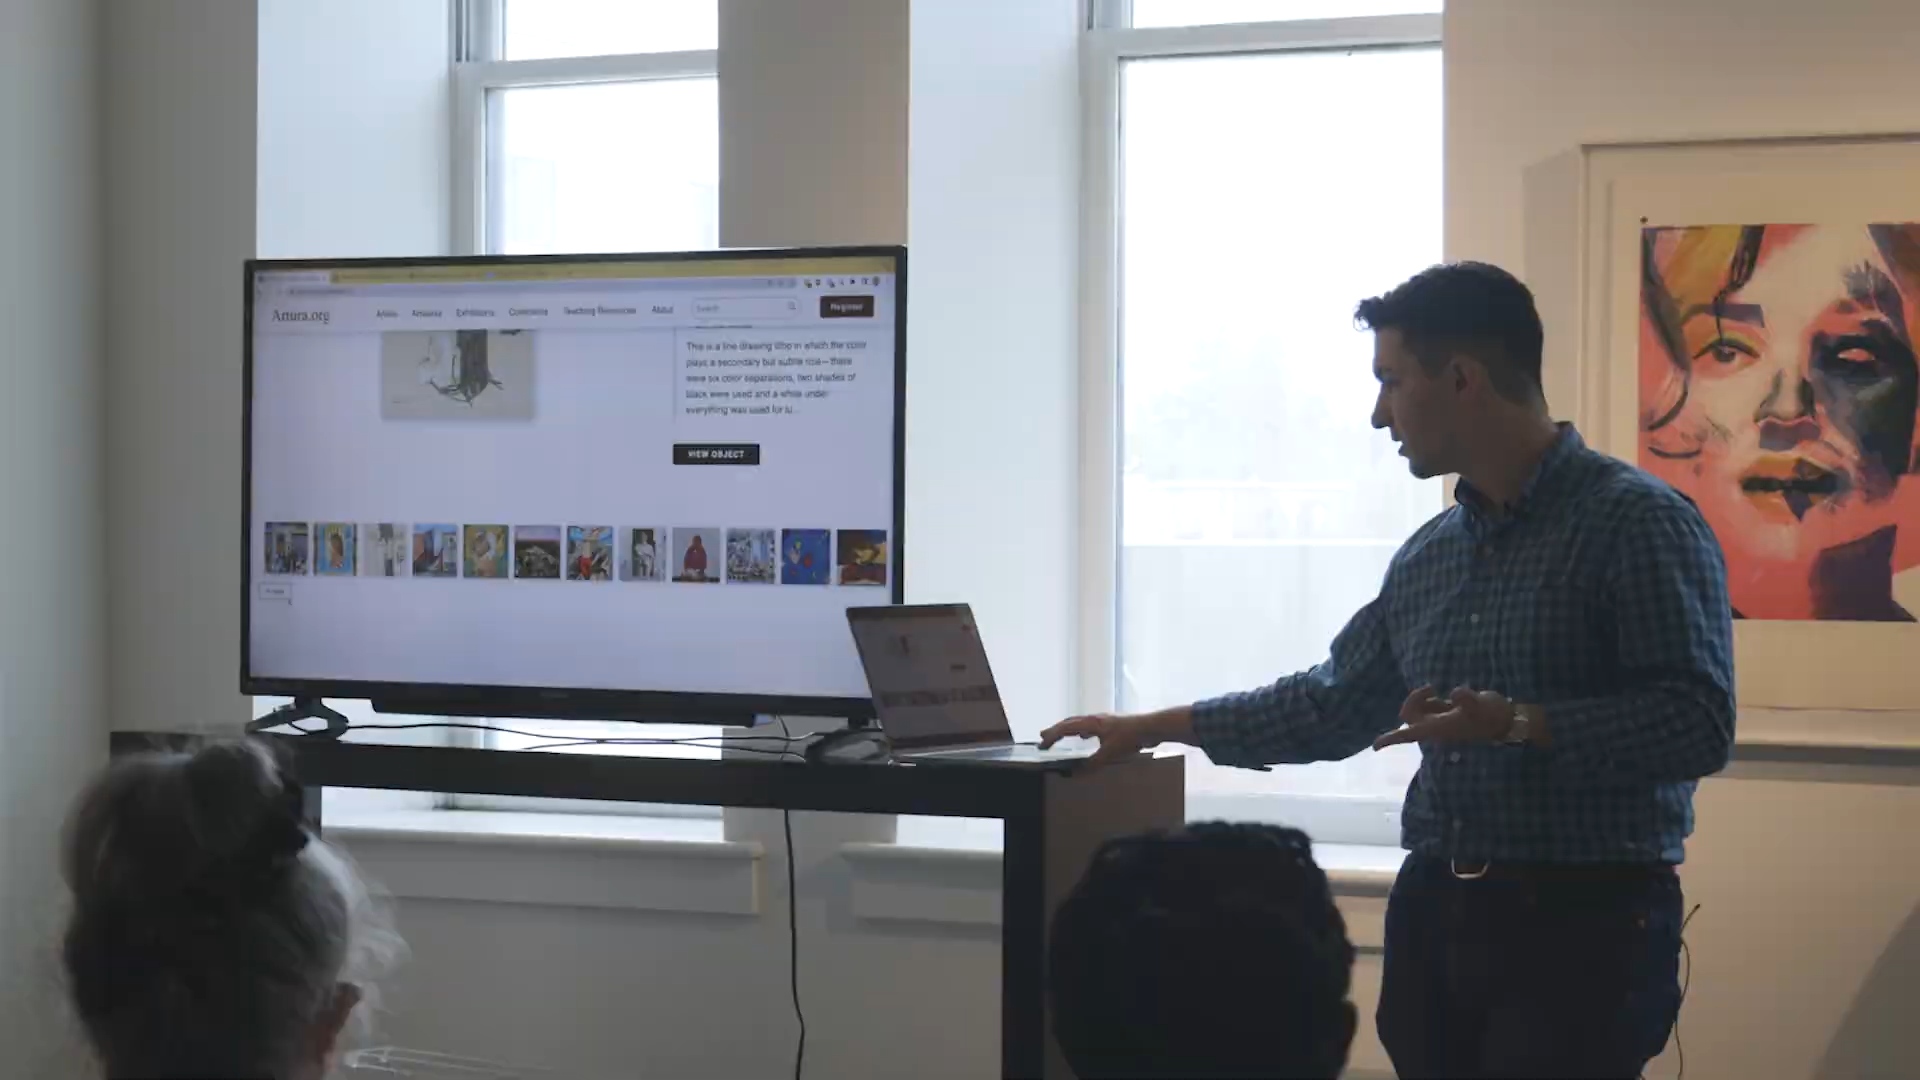 Artura.org
Artists Artworks Exhibitions Collections Teaching Resources About Search Register
This is a line drawing litho in which the color
plays a secondary but subtle role—there
were six color separations, two shades of
black were used and a white under
everything was used for lu...
VIEW OBJECT